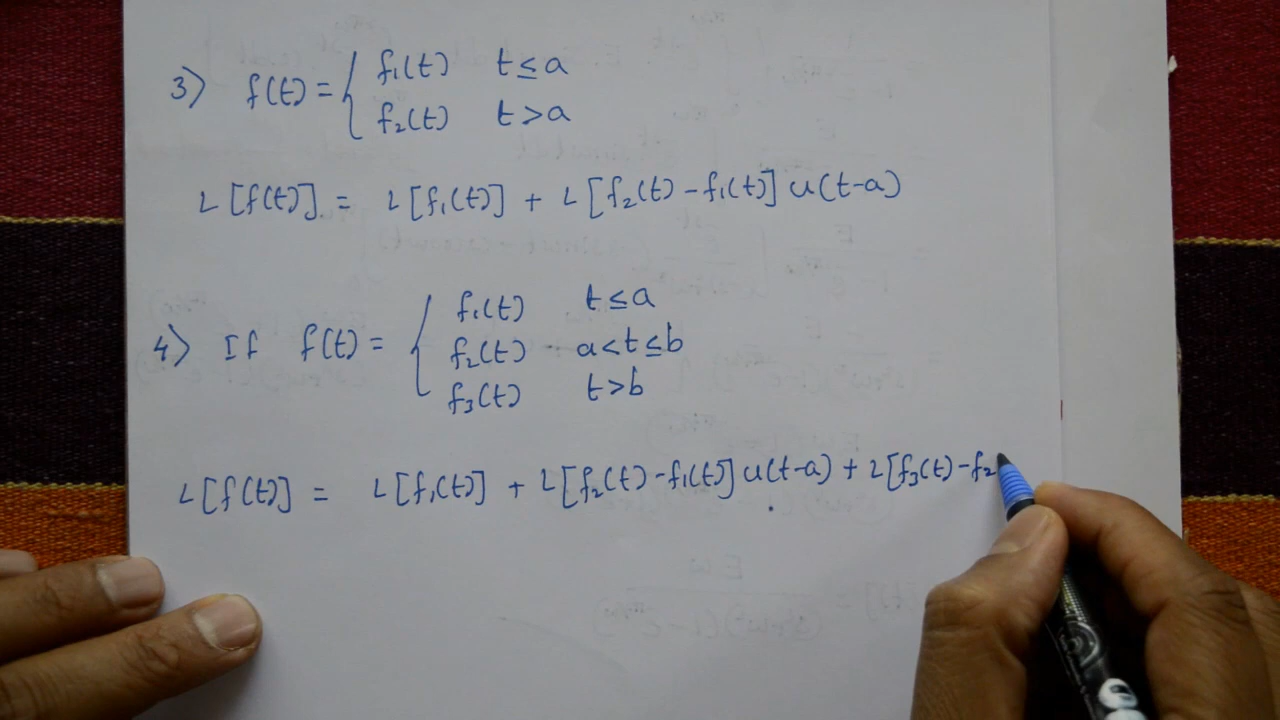 3) f(t) = { f₁(t) t ≤ a
f₂(t) t > a
L[f(t)] = L[f₁(t)] + L[f₂(t) - f₁(t)] u(t-a)
4) If f(t) = { f₁(t) t ≤ a
f₂(t) a < t ≤ b
f₃(t) t > b
L[f(t)] = L[f₁(t)] + L[f₂(t) - f₁(t)] u(t-a) + L[f₃(t) - f₂